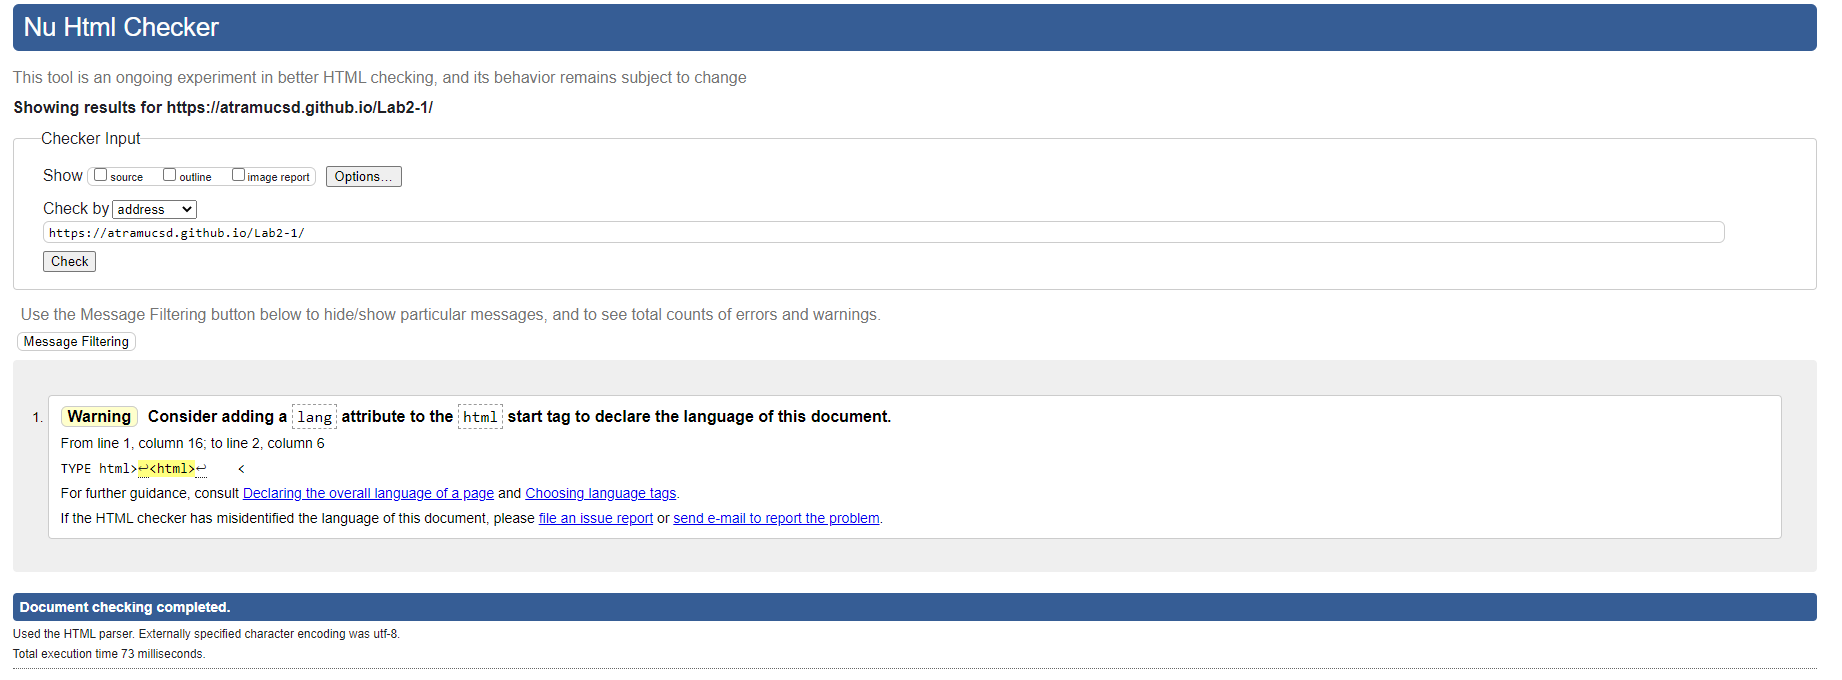 Nu Html Checker
This tool is an ongoing experiment in better HTML checking, and its behavior remains subject to change
Showing results for https://atramucsd.github.io/Lab2-1/
Checker Input
Show source outline image report Options...
Check by address
https://atramucsd.github.io/Lab2-1/
Check
Use the Message Filtering button below to hide/show particular messages, and to see total counts of errors and warnings.
Message Filtering
1. Warning Consider adding a lang attribute to the html start tag to declare the language of this document.
From line 1, column 16; to line 2, column 6
TYPE html>↩<html>↩    <
For further guidance, consult Declaring the overall language of a page and Choosing language tags.
If the HTML checker has misidentified the language of this document, please file an issue report or send e-mail to report the problem.
Document checking completed.
Used the HTML parser. Externally specified character encoding was utf-8.
Total execution time 73 milliseconds.